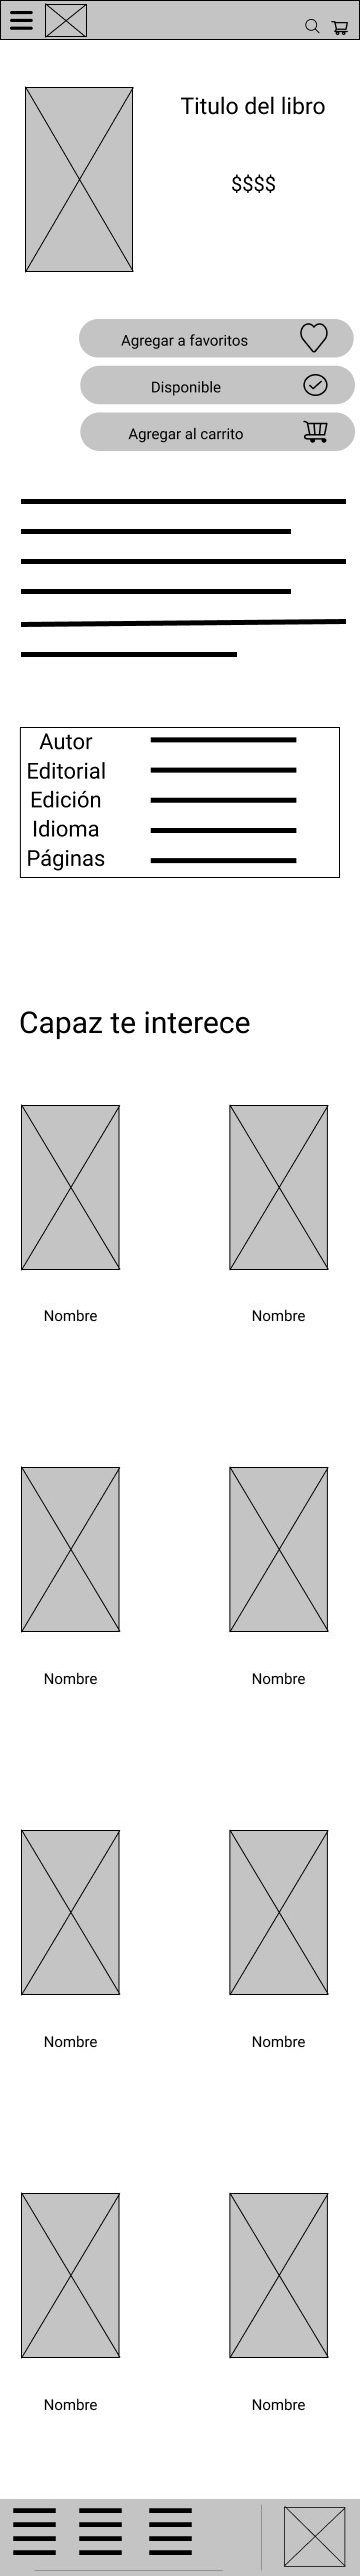 Titulo del libro
$$$$
Agregar a favoritos
Disponible
Agregar al carrito
Autor
Editorial
Edición
Idioma
Páginas
Capaz te interece
Nombre Nombre
Nombre Nombre
Nombre Nombre
Nombre Nombre